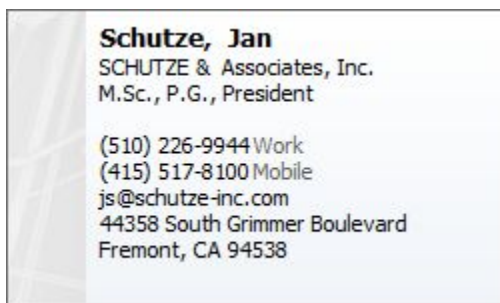 Schutze, Jan
SCHUTZE & Associates, Inc.
M.Sc., P.G., President
(510) 226-9944 Work
(415) 517-8100 Mobile
js@schutze-inc.com
44358 South Grimmer Boulevard
Fremont, CA 94538